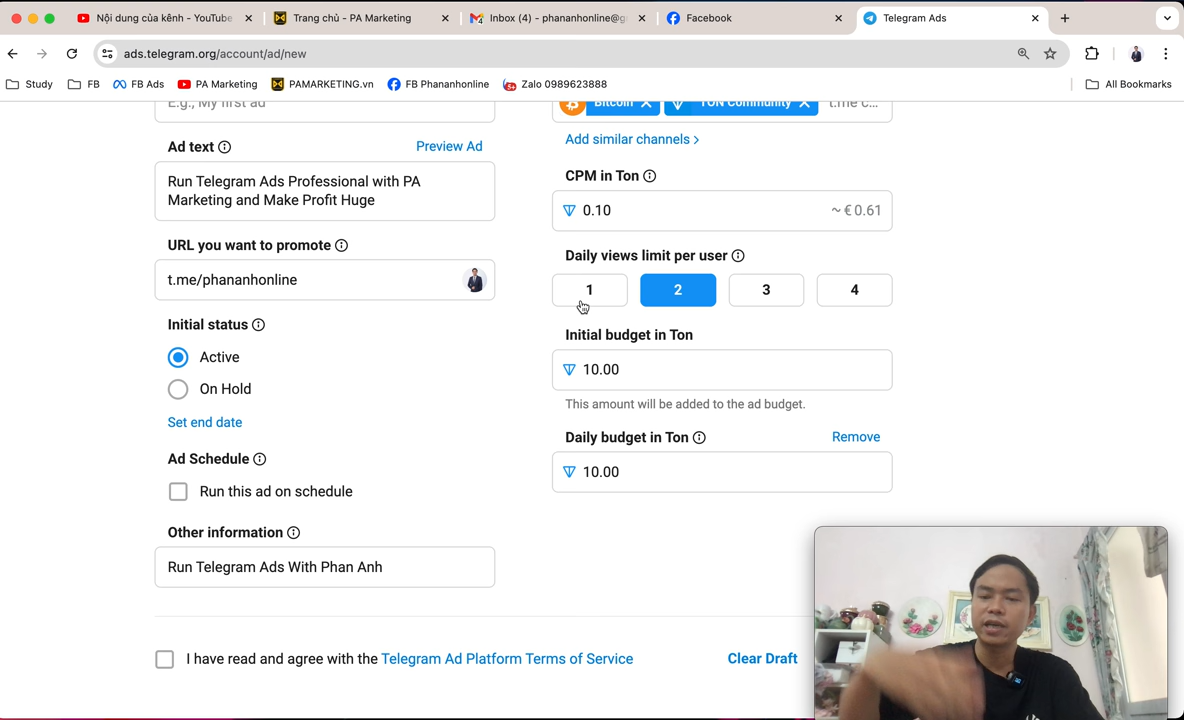 Nội dung của kênh - YouTube
Trang chủ - PA Marketing
Inbox (4) - phananhonline@g
Facebook
Telegram Ads
ads.telegram.org/account/ad/new
Study
FB
FB Ads
PA Marketing
PAMARKETING.vn
FB Phananhonline
Zalo 0989623888
All Bookmarks
E.g., My first ad
Bitcoin
TON Community
t.me c...
Add similar channels >
Ad text
Preview Ad
Run Telegram Ads Professional with PA
Marketing and Make Profit Huge
URL you want to promote
t.me/phananhonline
Initial status
Active
On Hold
Set end date
Ad Schedule
Run this ad on schedule
Other information
Run Telegram Ads With Phan Anh
CPM in Ton
0.10
~ € 0.61
Daily views limit per user
1
2
3
4
Initial budget in Ton
10.00
This amount will be added to the ad budget.
Daily budget in Ton
Remove
10.00
I have read and agree with the Telegram Ad Platform Terms of Service
Clear Draft